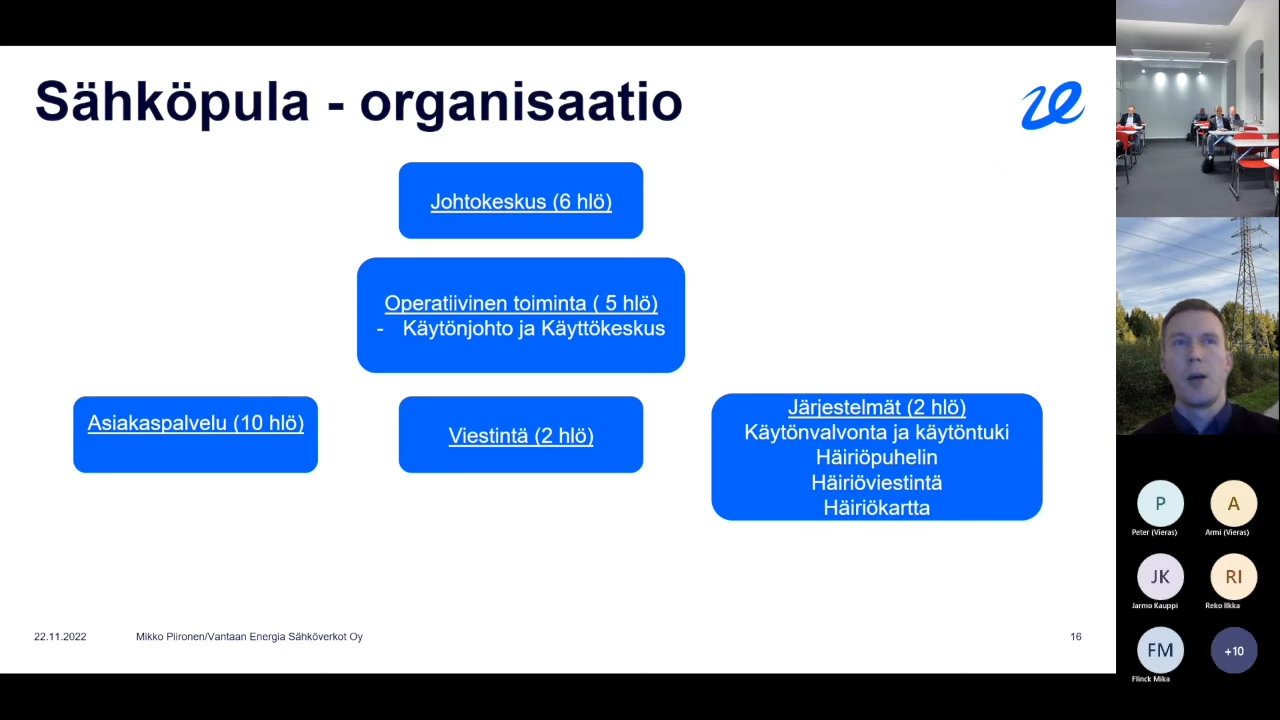 Sähköpula - organisaatio
Johtokeskus (6 hlö)
Operatiivinen toiminta ( 5 hlö)
- Käytönjohto ja Käyttökeskus
Asiakaspalvelu (10 hlö)
Viestintä (2 hlö)
Järjestelmät (2 hlö)
Käytönvalvonta ja käytöntuki
Häiriöpuhelin
Häiriöviestintä
Häiriökartta
22.11.2022
Mikko Piironen/Vantaan Energia Sähköverkot Oy
16
P
Peter (Vieras)
A
Armi (Vieras)
JK
Jarmo Kauppi
RI
Reko Ilkka
FM
Flinck Mika
+10